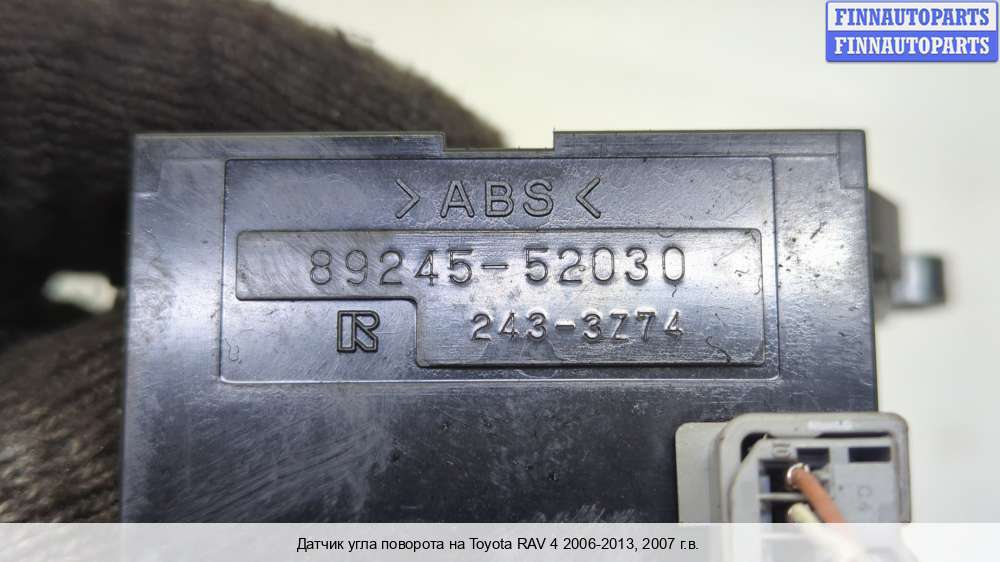 FINNAUTOPARTS
FINNAUTOPARTS
>ABS<
89245-52030
R 243-3Z74
Датчик угла поворота на Toyota RAV 4 2006-2013, 2007 г.в.